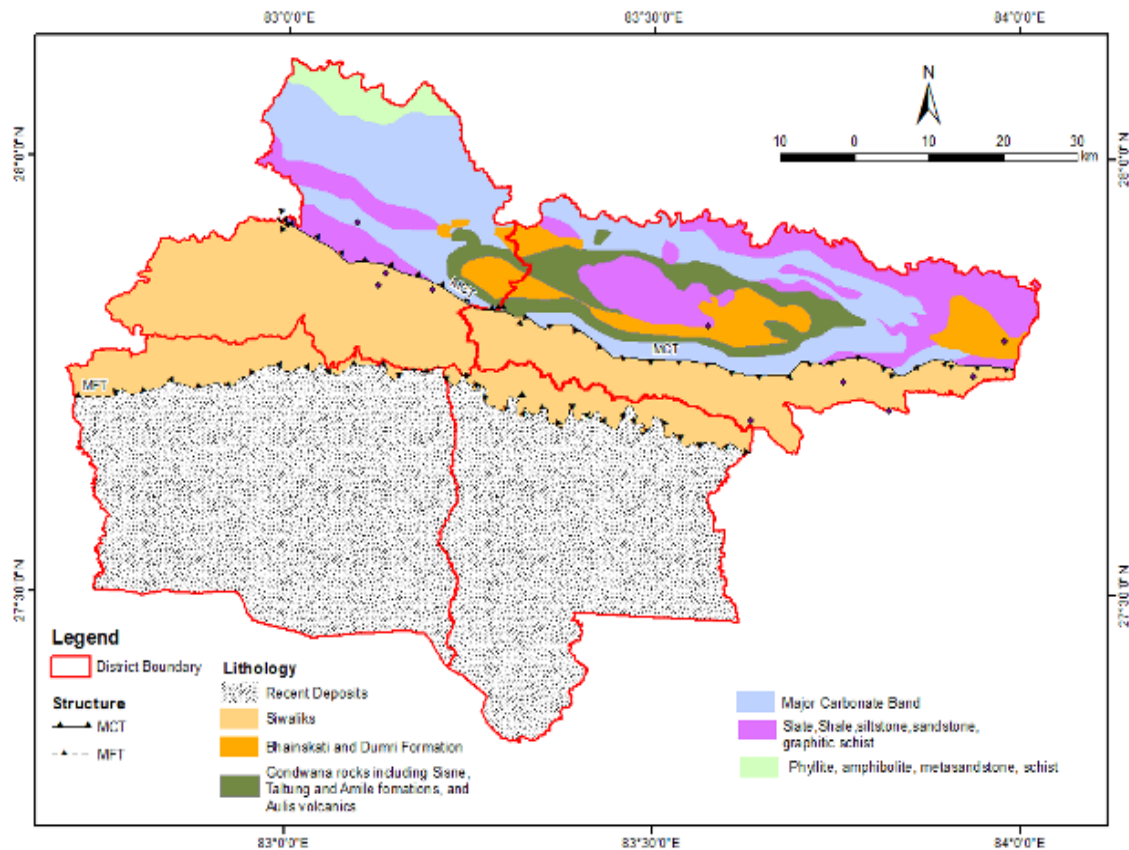 83°0'0"E
83°30'0"E
84°0'0"E
N
10 0 10 20 30
km
28°0'0"N
28°0'0"N
MCT
MCT
MFT
27°30'0"N
27°30'0"N
Legend
District Boundary
Structure
MCT
MFT
Lithology
Recent Deposits
Siwaliks
Bhainskati and Dumri Formation
Gondwana rocks including Sisne,
Taltung and Amile fomations, and
Aulis volcanics
Major Carbonate Band
Slate,Shale,siltstone,sandstone,
graphitic schist
Phyllite, amphibolite, metasandstone, schist
83°0'0"E
83°30'0"E
84°0'0"E